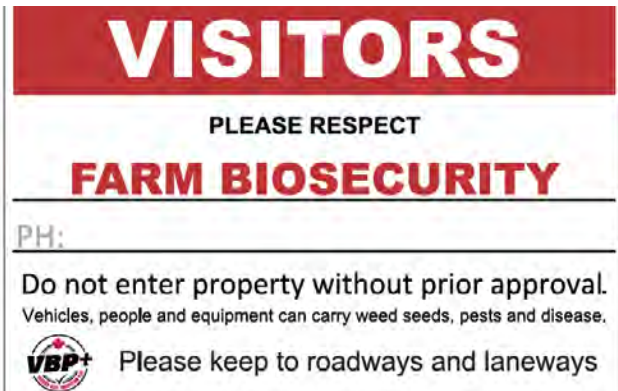 VISITORS
PLEASE RESPECT
FARM BIOSECURITY
PH:
Do not enter property without prior approval.
Vehicles, people and equipment can carry weed seeds, pests and disease.
VBP+
Please keep to roadways and laneways